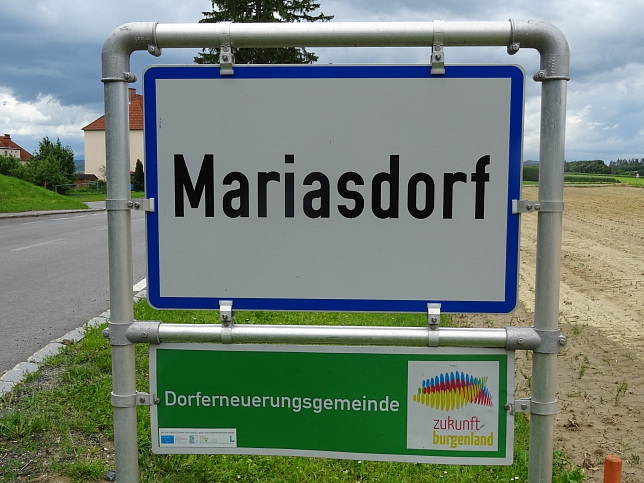 Mariasdorf
Dorferneuerungsgemeinde
zukunft
burgenland